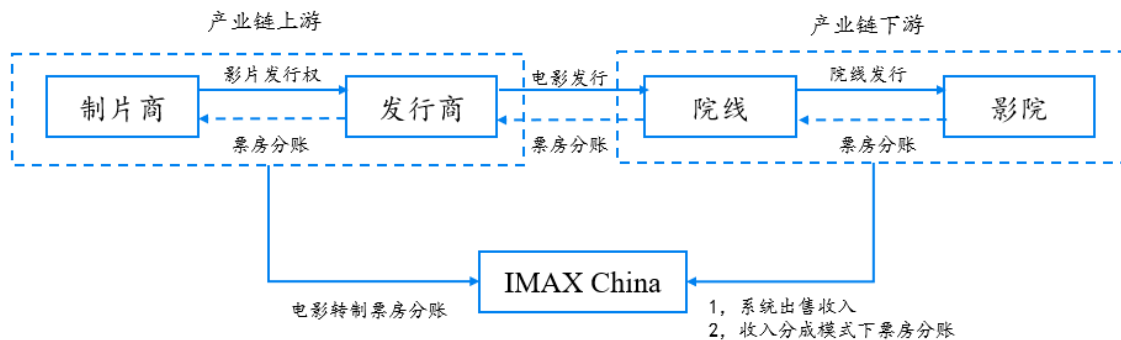 产业链上游
产业链下游
影片发行权
电影发行
院线发行
制片商
发行商
院线
影院
票房分账
票房分账
票房分账
IMAX China
电影转制票房分账
1，系统出售收入
2，收入分成模式下票房分账